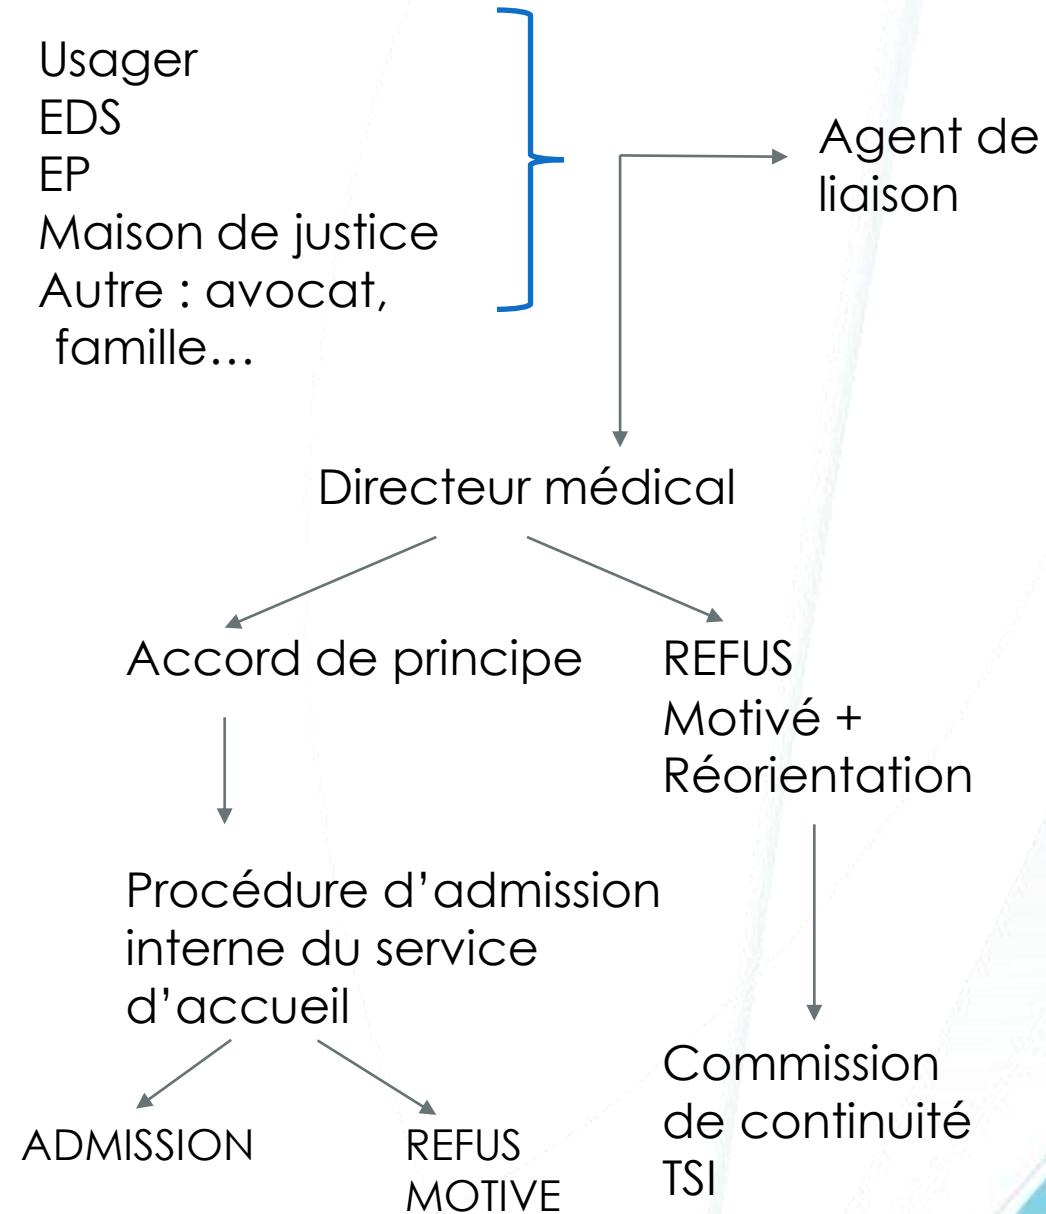 Usager
EDS
EP
Maison de justice
Autre : avocat,
famille…
Agent de
liaison
Directeur médical
Accord de principe
REFUS
Motivé +
Réorientation
Procédure d’admission
interne du service
d’accueil
Commission
de continuité
TSI
ADMISSION
REFUS
MOTIVE